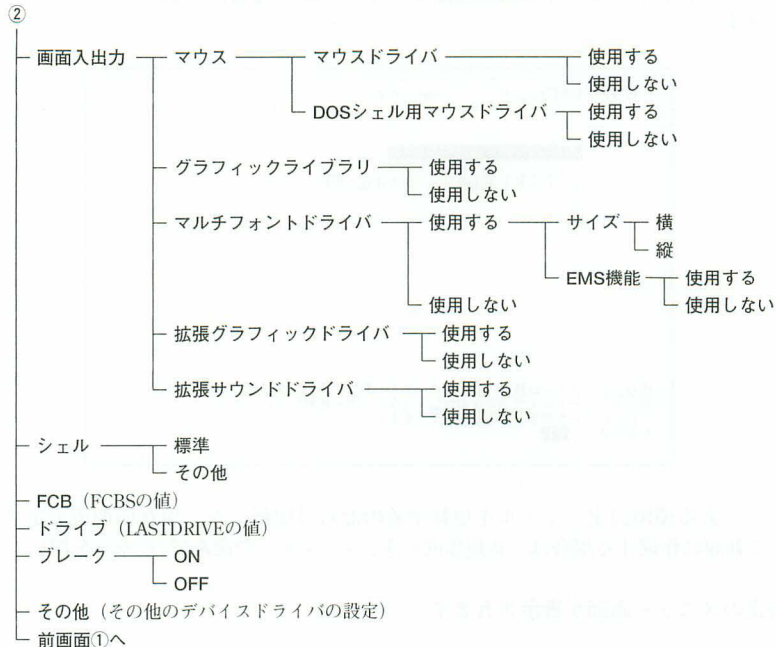 ②
画面入出力 マウス マウスドライバ 使用する
使用しない
DOSシェル用マウスドライバ 使用する
使用しない
グラフィックライブラリ 使用する
使用しない
マルチフォントドライバ 使用する サイズ 横
縦
EMS機能 使用する
使用しない 使用しない
拡張グラフィックドライバ 使用する
使用しない
拡張サウンドドライバ 使用する
使用しない
シェル 標準
その他
FCB（FCBSの値）
ドライブ（LASTDRIVEの値）
ブレーク ON
OFF
その他（その他のデバイスドライバの設定）
前画面①へ